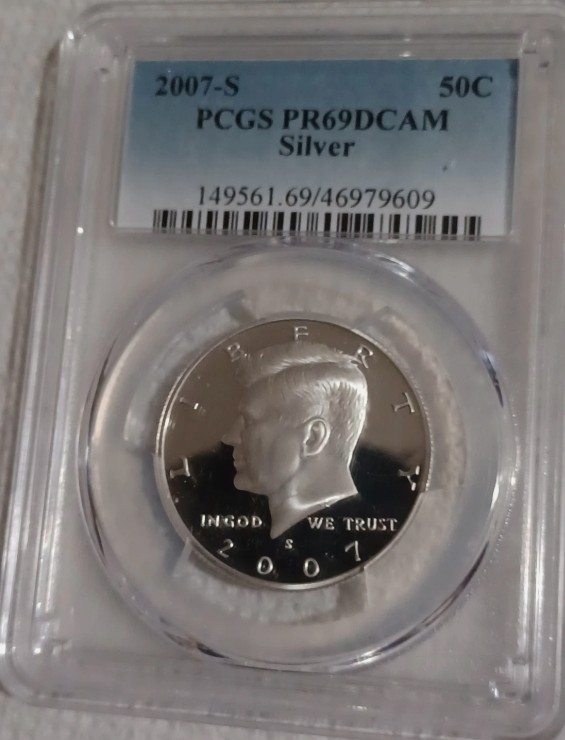 2007-S 50C
PCGS PR69DCAM
Silver
149561.69/46979609
LIBERTY
IN GOD WE TRUST
S
2007